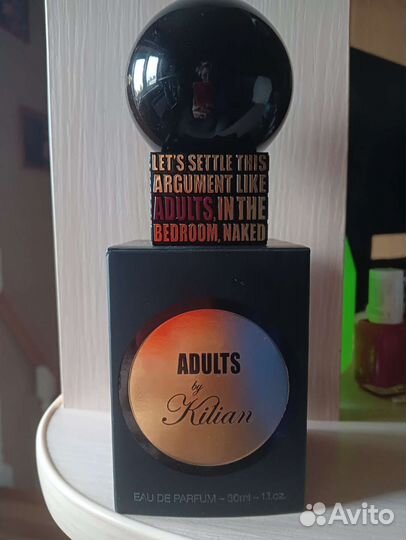 LET'S SETTLE THIS
ARGUMENT LIKE
ADULTS, IN THE
BEDROOM, NAKED
ADULTS
by
Kilian
EAU DE PARFUM ~ 30ml ~ 1 fl.oz.
Avito